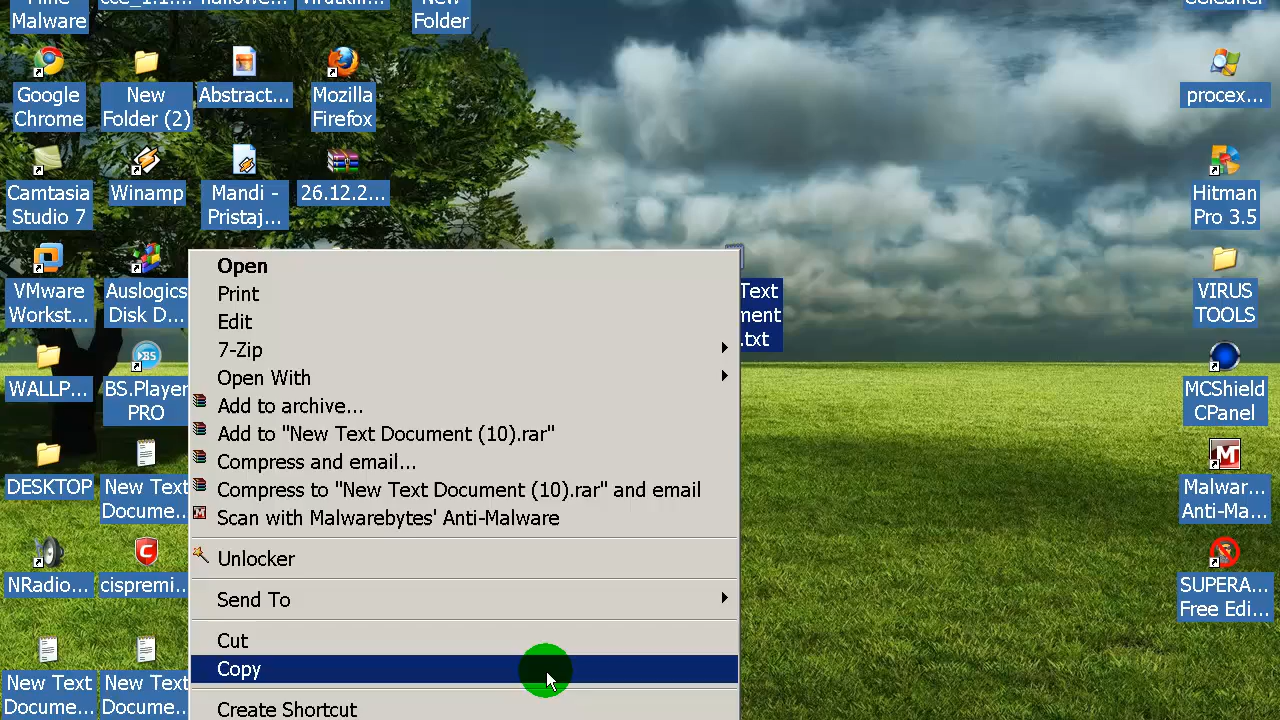 Malware
New
Folder
Google
Chrome
New
Folder (2)
Abstract...
Mozilla
Firefox
procex...
Camtasia
Studio 7
Winamp
Mandi -
Pristaj...
26.12.2...
Hitman
Pro 3.5
VMware
Workst...
Auslogics
Disk D...
Text
ment
.txt
VIRUS
TOOLS
WALLP...
BS.Player
PRO
MCShield
CPanel
DESKTOP
New Text
Docume...
Malwar...
Anti-Ma...
NRadio...
cispremi...
SUPERA...
Free Edi...
New Text
Docume...
New Text
Docume...
Open
Print
Edit
7-Zip
Open With
Add to archive...
Add to "New Text Document (10).rar"
Compress and email...
Compress to "New Text Document (10).rar" and email
Scan with Malwarebytes' Anti-Malware
Unlocker
Send To
Cut
Copy
Create Shortcut